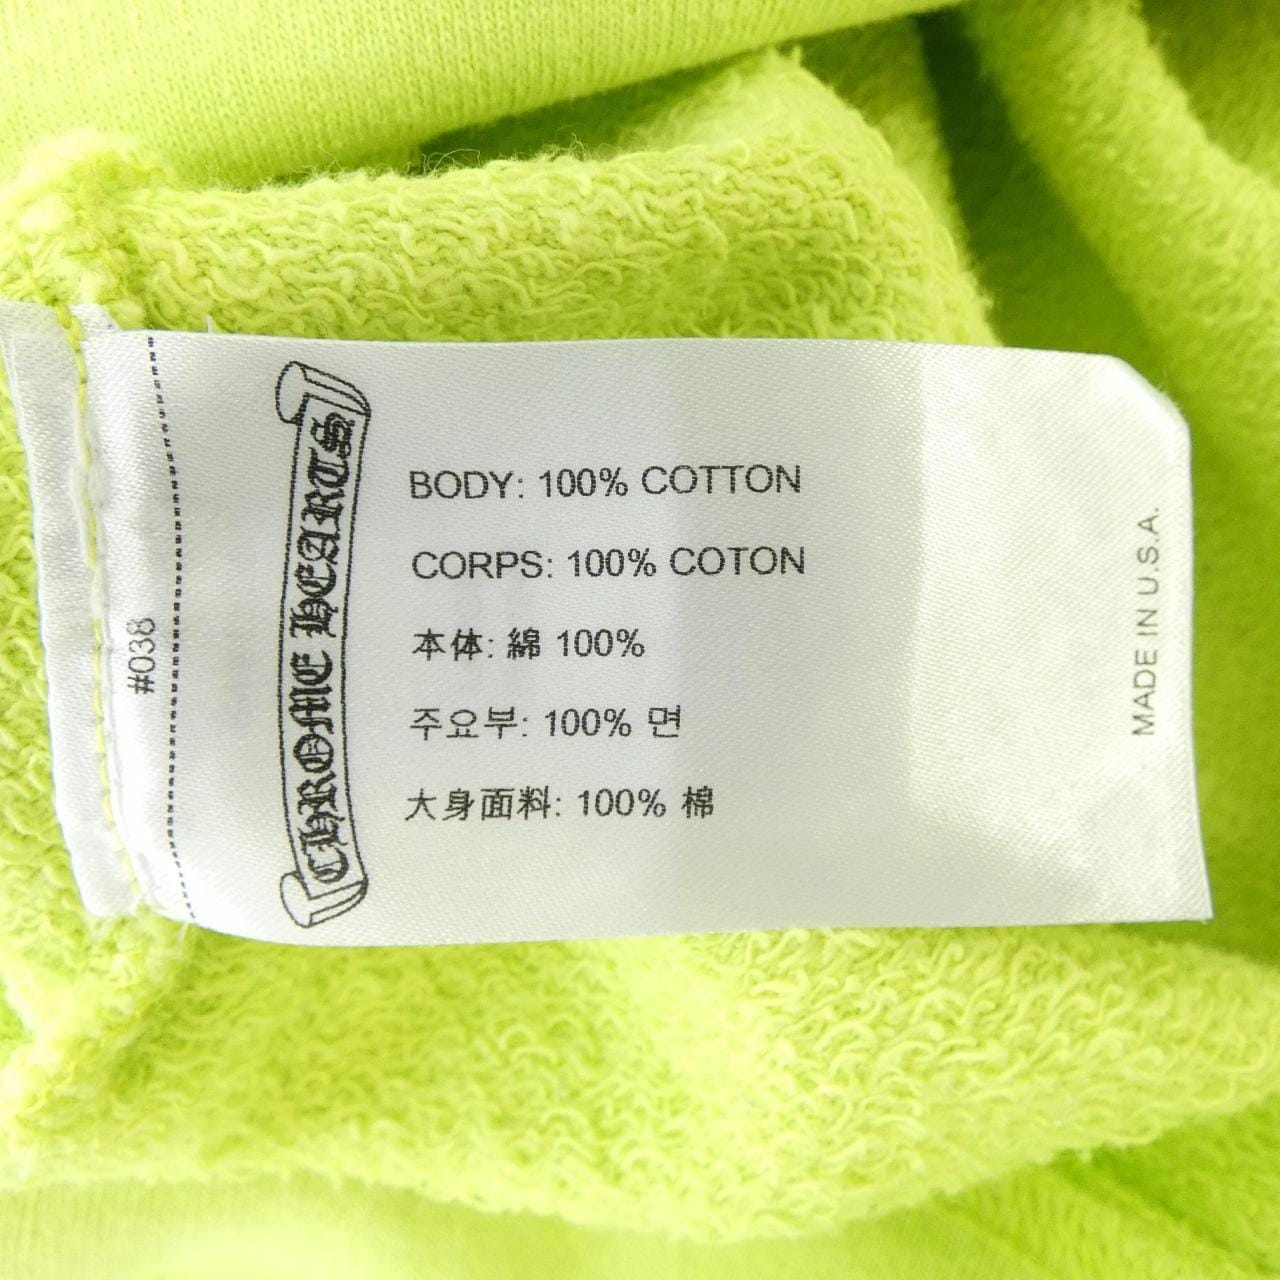 #038
CHROME HEARTS
BODY: 100% COTTON
CORPS: 100% COTON
本体: 綿 100%
주요부: 100% 면
大身面料: 100% 棉
MADE IN U.S.A.